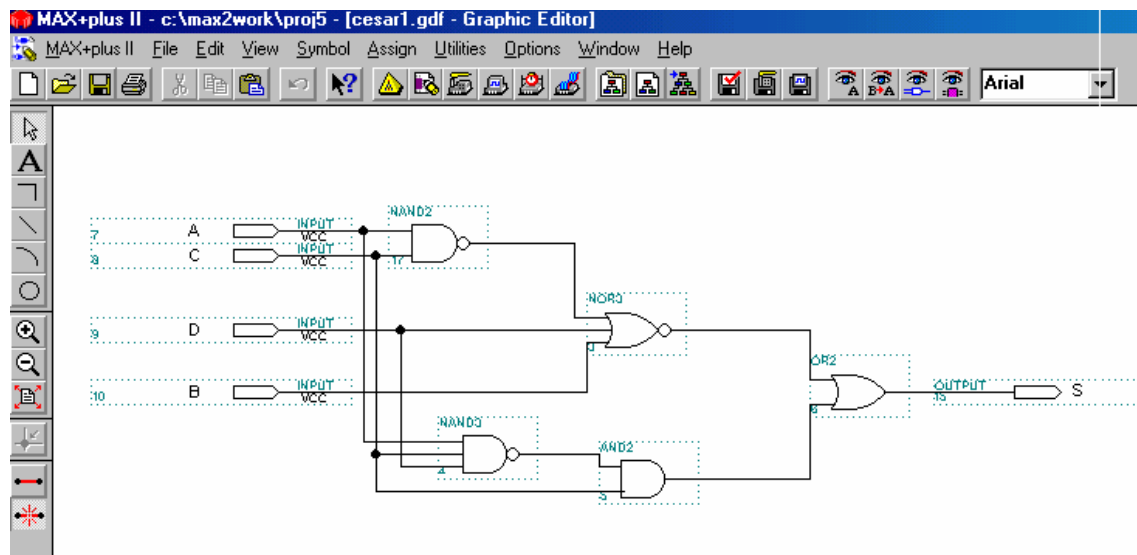 MAX+plus II - c:\max2work\proj5 - [cesar1.gdf - Graphic Editor]
MAX+plus II File Edit View Symbol Assign Utilities Options Window Help
Arial
NAND2
7 A INPUT
VCC
8 C INPUT
VCC
17
NOR3
9 D INPUT
VCC
3
OR2
10 B INPUT
VCC
OUTPUT S
15
6
NAND3
4
AND2
5